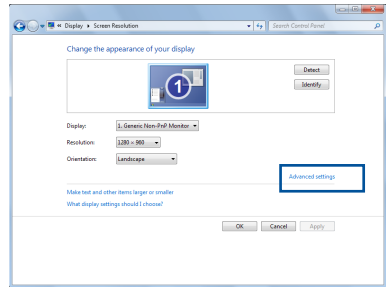 « Display ▸ Screen Resolution
Search Control Panel
Change the appearance of your display
1
Detect
Identify
Display:
1. Generic Non-PnP Monitor
Resolution:
1280 × 960
Orientation:
Landscape
Advanced settings
Make text and other items larger or smaller
What display settings should I choose?
OK
Cancel
Apply